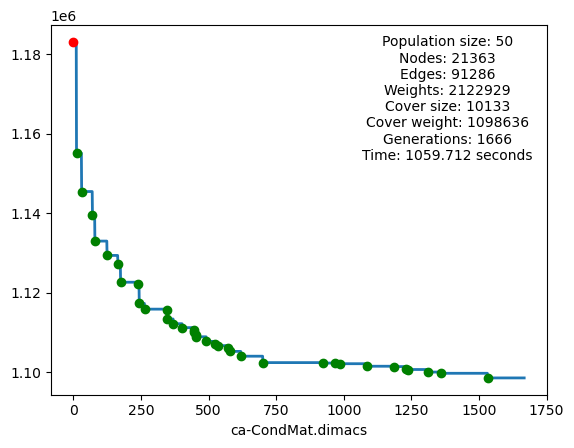 1e6
1.18
1.16
1.14
1.12
1.10
Population size: 50
Nodes: 21363
Edges: 91286
Weights: 2122929
Cover size: 10133
Cover weight: 1098636
Generations: 1666
Time: 1059.712 seconds
0 250 500 750 1000 1250 1500 1750
ca-CondMat.dimacs